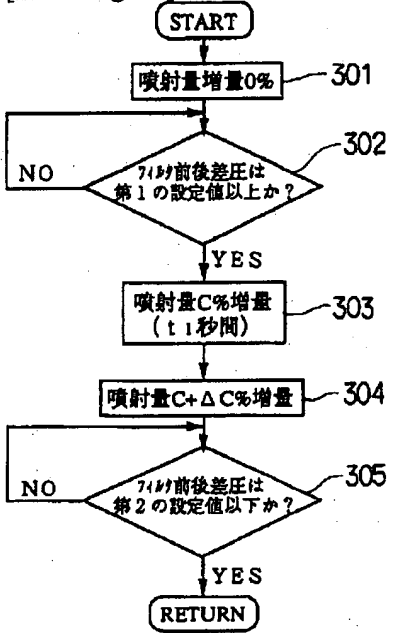 START
噴射量増量0%
301
302
フィルタ前後差圧は
第1の設定値以上か?
NO
YES
噴射量C%増量
(t1秒間)
303
噴射量C+ΔC%増量
304
305
フィルタ前後差圧は
第2の設定値以下か?
NO
YES
RETURN